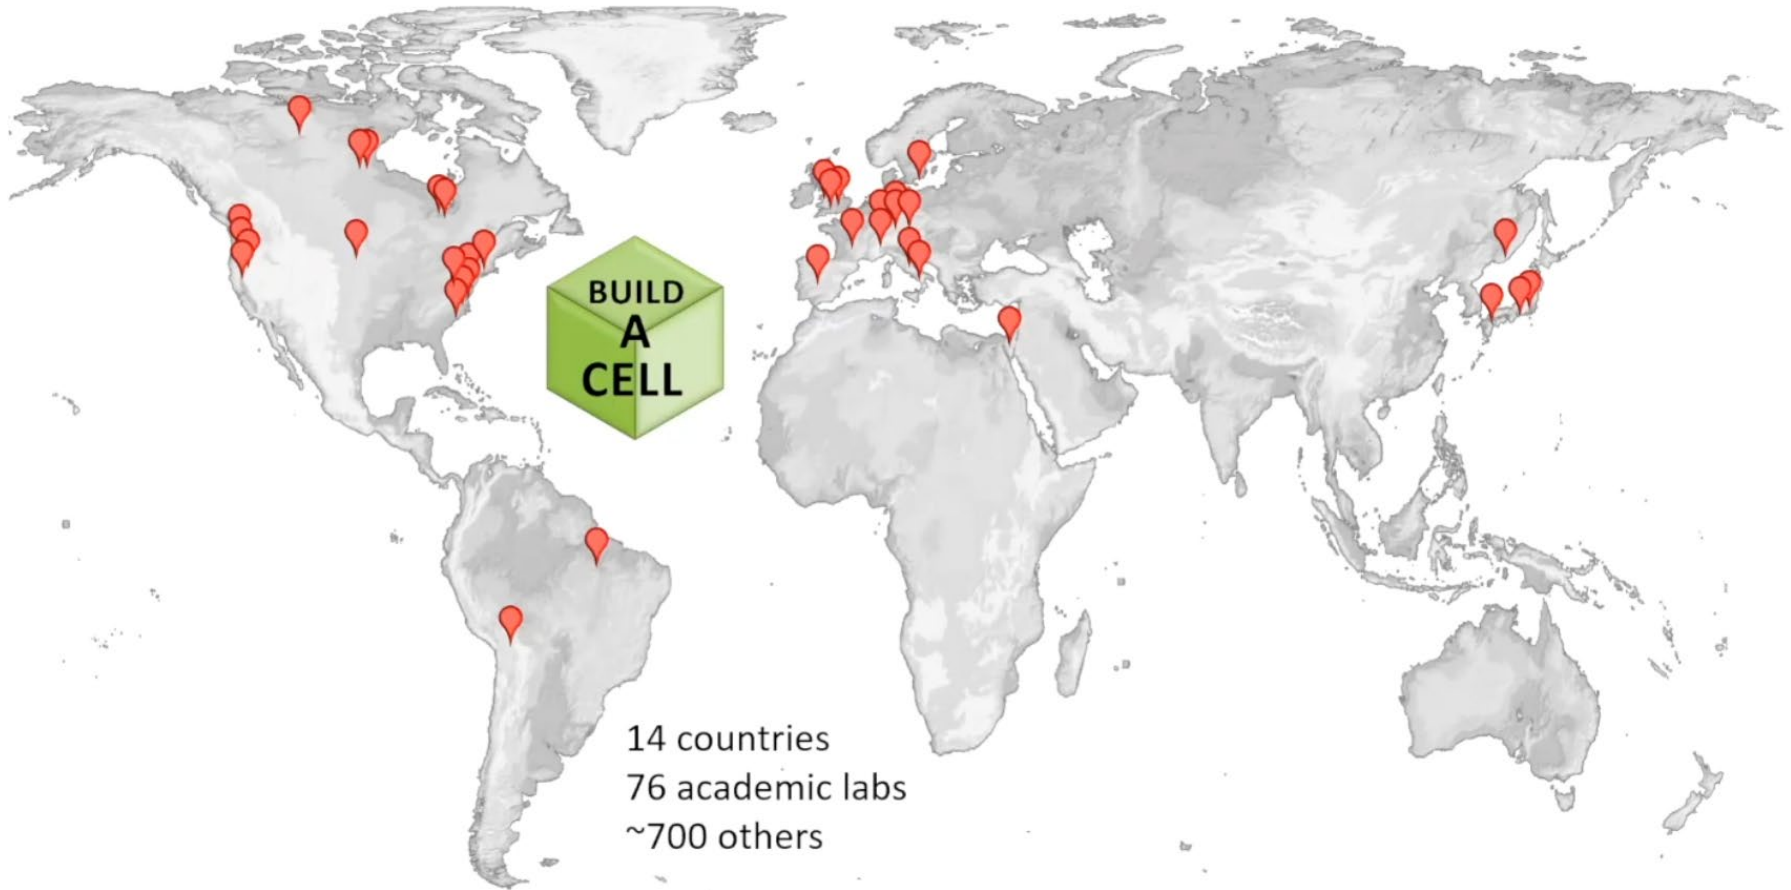 BUILD
A
CELL
14 countries
76 academic labs
~700 others